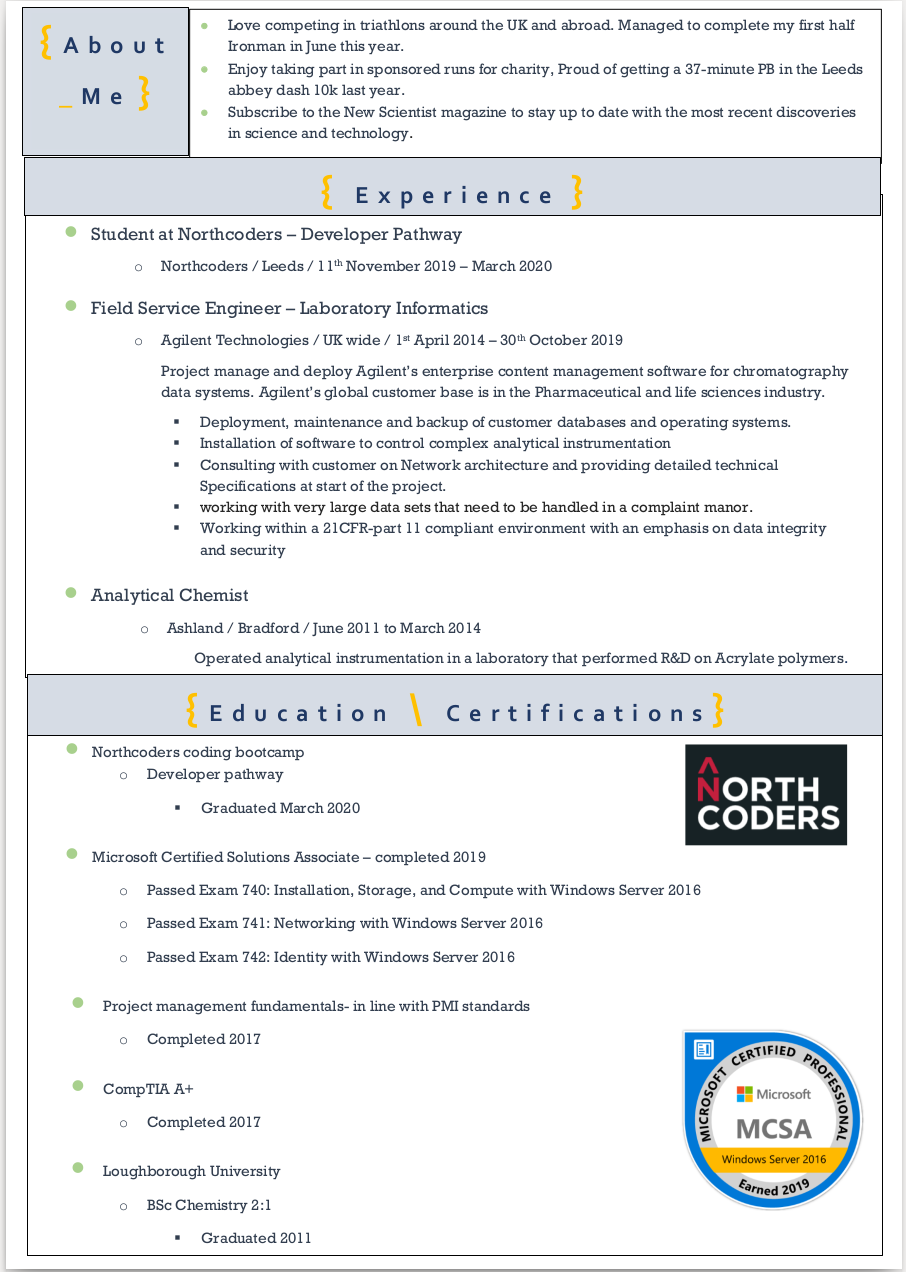 { About
_Me }
Love competing in triathlons around the UK and abroad. Managed to complete my first half
Ironman in June this year.
Enjoy taking part in sponsored runs for charity, Proud of getting a 37-minute PB in the Leeds
abbey dash 10k last year.
Subscribe to the New Scientist magazine to stay up to date with the most recent discoveries
in science and technology.
{ Experience }
Student at Northcoders – Developer Pathway
Northcoders / Leeds / 11th November 2019 – March 2020
Field Service Engineer – Laboratory Informatics
Agilent Technologies / UK wide / 1st April 2014 – 30th October 2019
Project manage and deploy Agilent's enterprise content management software for chromatography
data systems. Agilent's global customer base is in the Pharmaceutical and life sciences industry.
Deployment, maintenance and backup of customer databases and operating systems.
Installation of software to control complex analytical instrumentation
Consulting with customer on Network architecture and providing detailed technical
Specifications at start of the project.
working with very large data sets that need to be handled in a complaint manor.
Working within a 21CFR-part 11 compliant environment with an emphasis on data integrity
and security
Analytical Chemist
Ashland / Bradford / June 2011 to March 2014
Operated analytical instrumentation in a laboratory that performed R&D on Acrylate polymers.
{Education \ Certifications}
Northcoders coding bootcamp
Developer pathway
Graduated March 2020
NORTH
CODERS
Microsoft Certified Solutions Associate – completed 2019
Passed Exam 740: Installation, Storage, and Compute with Windows Server 2016
Passed Exam 741: Networking with Windows Server 2016
Passed Exam 742: Identity with Windows Server 2016
Project management fundamentals- in line with PMI standards
Completed 2017
CompTIA A+
Completed 2017
Loughborough University
BSc Chemistry 2:1
Graduated 2011
MICROSOFT CERTIFIED PROFESSIONAL
Microsoft
MCSA
Windows Server 2016
Earned 2019